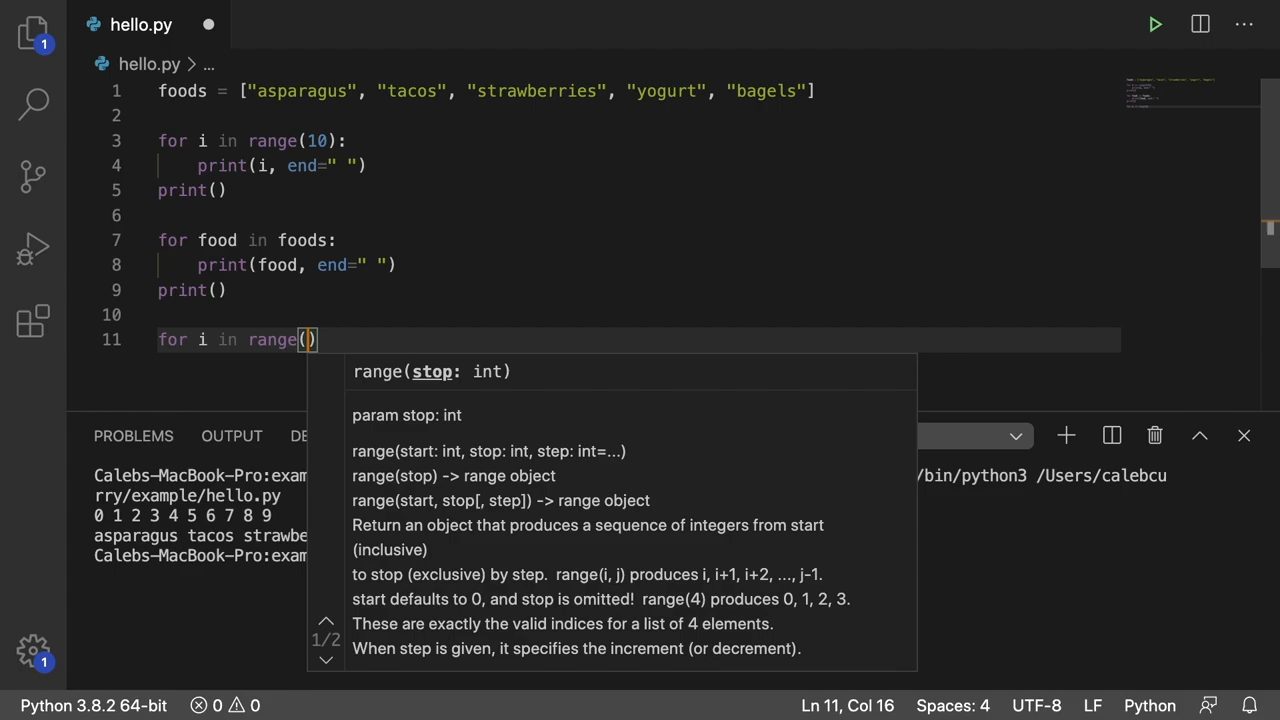 1
hello.py
hello.py > ...
1 foods = ["asparagus", "tacos", "strawberries", "yogurt", "bagels"]
2
3 for i in range(10):
4 print(i, end=" ")
5 print()
6
7 for food in foods:
8 print(food, end=" ")
9 print()
10
11 for i in range()
range(stop: int)
param stop: int
range(start: int, stop: int, step: int=...)
range(stop) -> range object
range(start, stop[, step]) -> range object
Return an object that produces a sequence of integers from start
(inclusive)
to stop (exclusive) by step.  range(i, j) produces i, i+1, i+2, ..., j-1.
start defaults to 0, and stop is omitted!  range(4) produces 0, 1, 2, 3.
These are exactly the valid indices for a list of 4 elements.
When step is given, it specifies the increment (or decrement).
1/2
PROBLEMS OUTPUT DE
Calebs-MacBook-Pro:exam /bin/python3 /Users/calebcu
rry/example/hello.py
0 1 2 3 4 5 6 7 8 9
asparagus tacos strawbe
Calebs-MacBook-Pro:exam
1
Python 3.8.2 64-bit 0 0 Ln 11, Col 16 Spaces: 4 UTF-8 LF Python